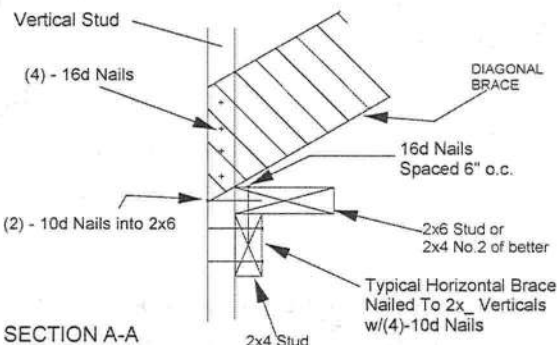 Vertical Stud
(4) - 16d Nails
DIAGONAL
BRACE
16d Nails
Spaced 6" o.c.
(2) - 10d Nails into 2x6
2x6 Stud or
2x4 No.2 of better
Typical Horizontal Brace
Nailed To 2x_ Verticals
w/(4)-10d Nails
SECTION A-A
2x4 Stud